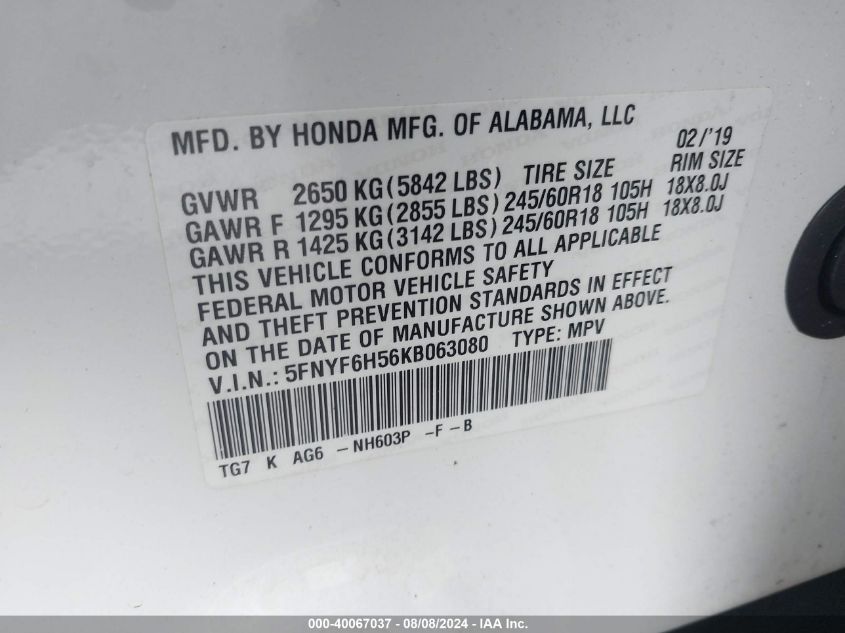 MFD. BY HONDA MFG. OF ALABAMA, LLC 02/'19
GVWR 2650 KG(5842 LBS) TIRE SIZE RIM SIZE
GAWR F 1295 KG(2855 LBS) 245/60R18 105H 18X8.0J
GAWR R 1425 KG(3142 LBS) 245/60R18 105H 18X8.0J
THIS VEHICLE CONFORMS TO ALL APPLICABLE
FEDERAL MOTOR VEHICLE SAFETY
AND THEFT PREVENTION STANDARDS IN EFFECT
ON THE DATE OF MANUFACTURE SHOWN ABOVE.
V.I.N.: 5FNYF6H56KB063080 TYPE: MPV
TG7 K AG6 -NH603P -F-B
000-40067037 - 08/08/2024 - IAA Inc.